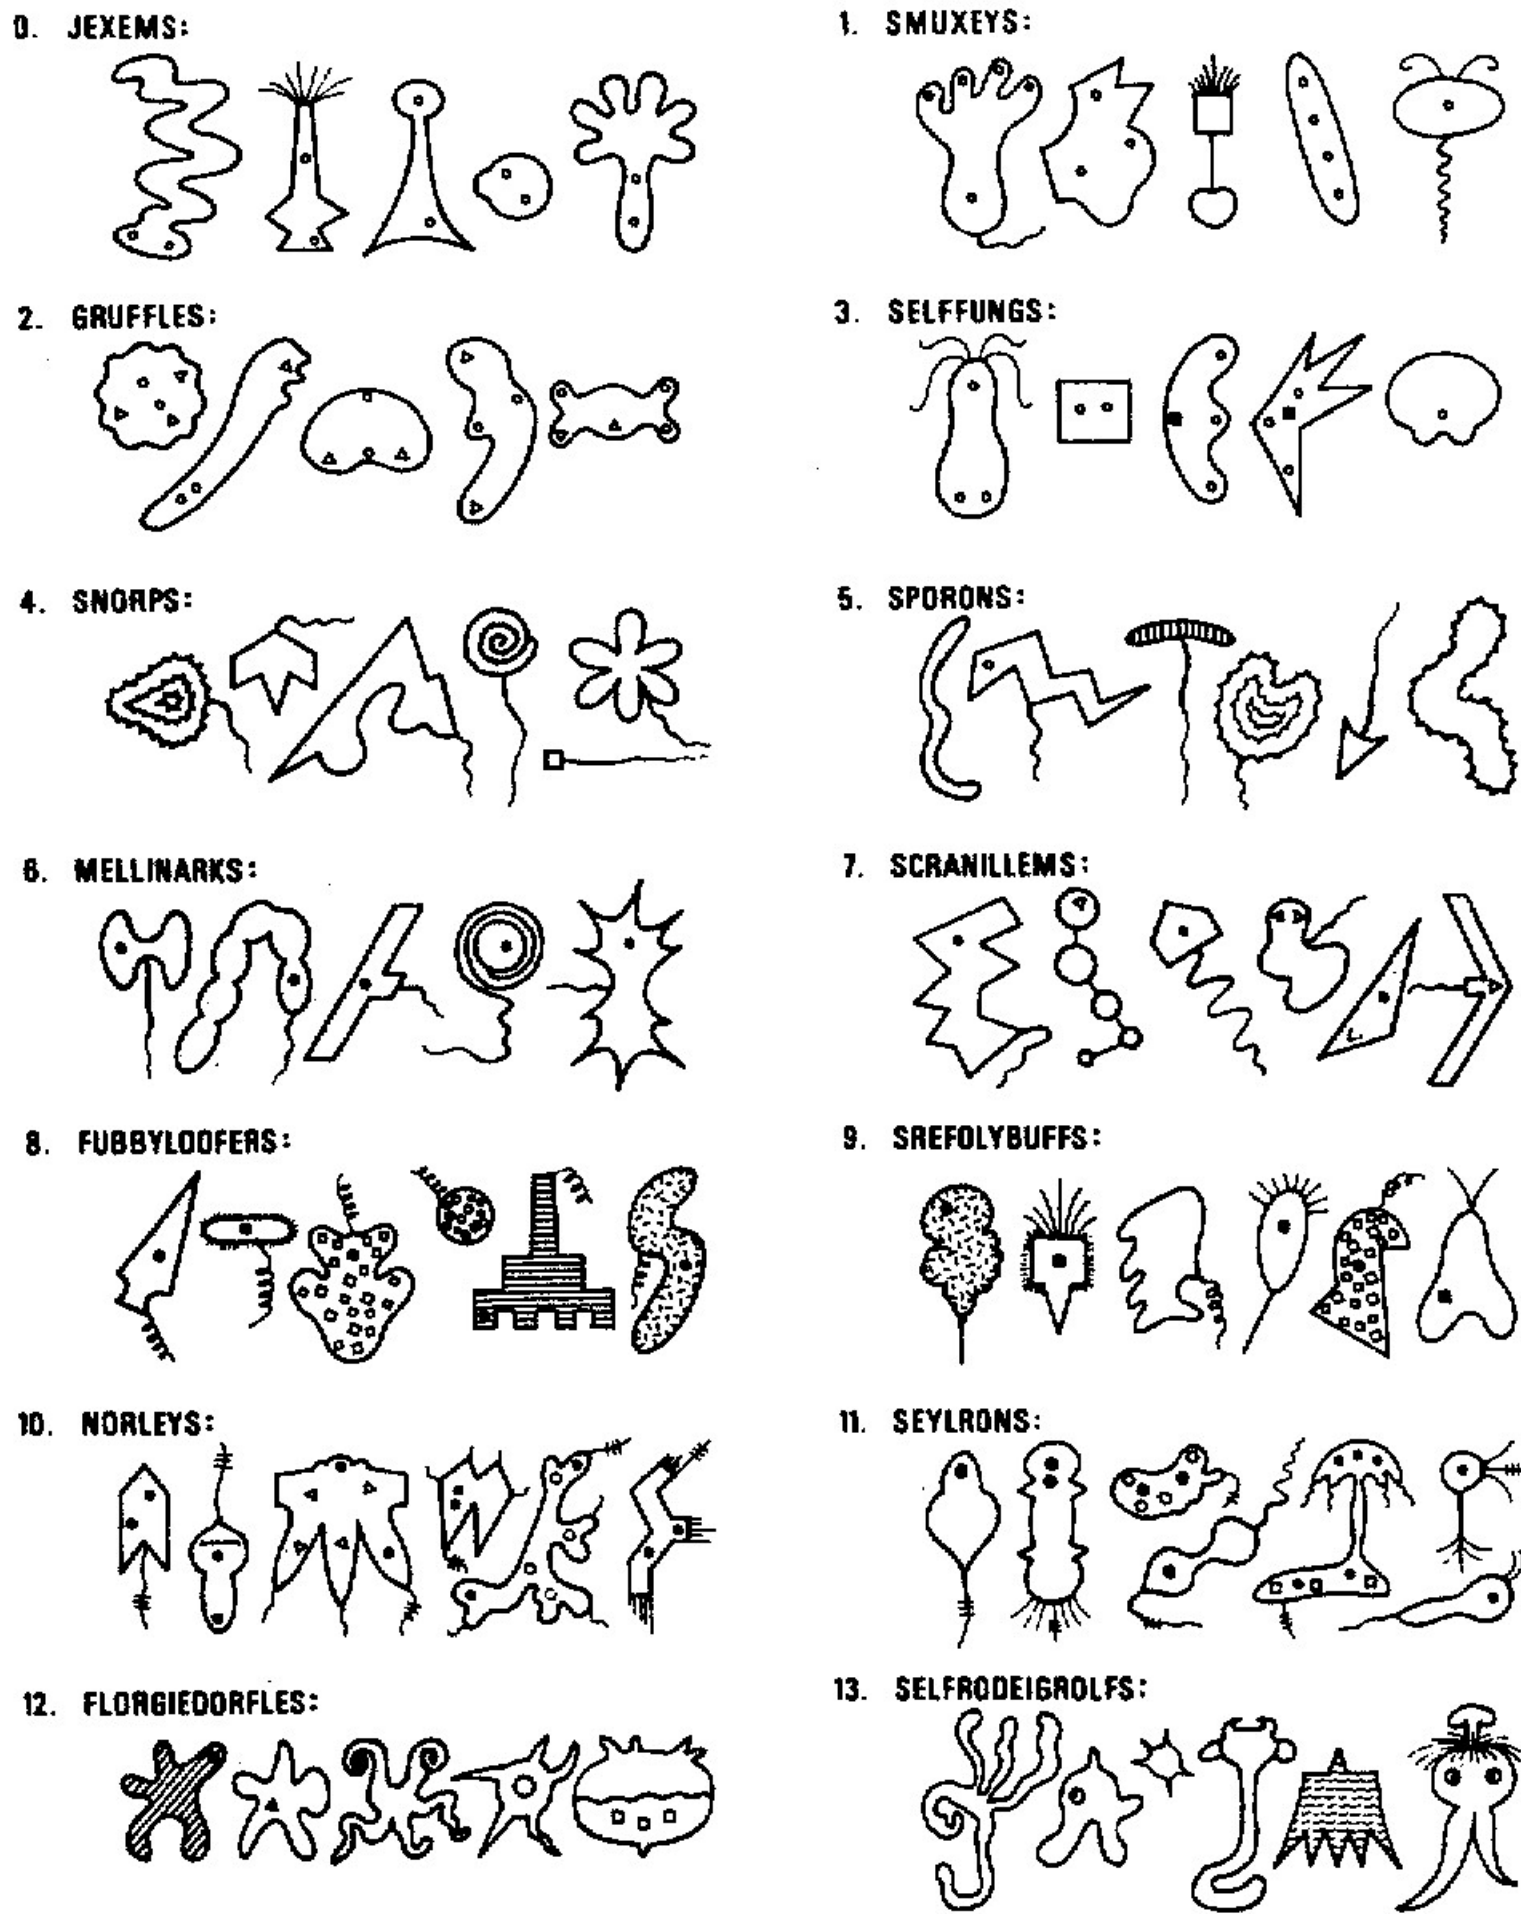 0. JEXEMS:
1. SMUXEYS:
2. GRUFFLES:
3. SELFFUNGS:
4. SNORPS:
5. SPORONS:
6. MELLINARKS:
7. SCRANILLEMS:
8. FUBBYLOOFERS:
9. SREFOLYBUFFS:
10. NORLEYS:
11. SEYLRONS:
12. FLORGIEDORFLES:
13. SELFRODEIGROLFS: